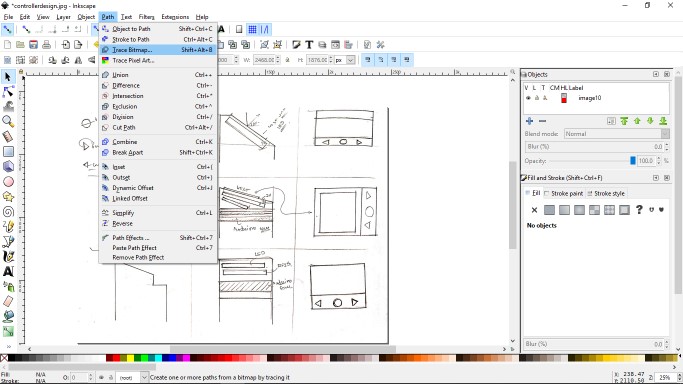 *controllerdesign.jpg - Inkscape
File Edit View Layer Object Path Text Filters Extensions Help
Object to Path Shift+Ctrl+C
Stroke to Path Ctrl+Alt+C
Trace Bitmap... Shift+Alt+B
Trace Pixel Art...
Union Ctrl++
Difference Ctrl+-
Intersection Ctrl+*
Exclusion Ctrl+^
Division Ctrl+/
Cut Path Ctrl+Alt+/
Combine Ctrl+K
Break Apart Shift+Ctrl+K
Inset Ctrl+(
Outset Ctrl+)
Dynamic Offset Ctrl+J
Linked Offset
Simplify Ctrl+L
Reverse
Path Effects ... Shift+Ctrl+7
Paste Path Effect Ctrl+7
Remove Path Effect
W: 2460.00 H: 1876.00 px
LCD
Objects
V L T CM HL Label
image10
Blend mode: Normal
Blur (%) 0.0
Opacity: 100.0
Fill and Stroke (Shift+Ctrl+F)
Fill Stroke paint Stroke style
No objects
Blur (%) 0.0
Fill: N/A
Stroke: N/A
O: 0
(root)
Create one or more paths from a bitmap by tracing it
X: 238.47
Y: 2118.50
Z: 25%